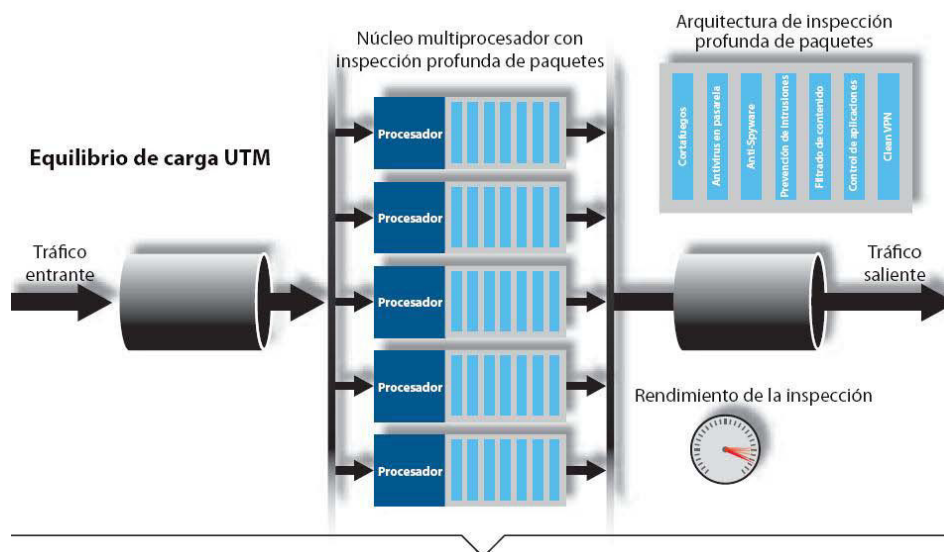 Núcleo multiprocesador con
inspección profunda de paquetes
Arquitectura de inspección
profunda de paquetes
Cortafuegos
Antivirus en pasarela
Anti-Spyware
Prevención de Intrusiones
Filtrado de contenido
Control de aplicaciones
Clean VPN
Equilibrio de carga UTM
Procesador
Procesador
Procesador
Procesador
Procesador
Tráfico
entrante
Tráfico
saliente
Rendimiento de la inspección